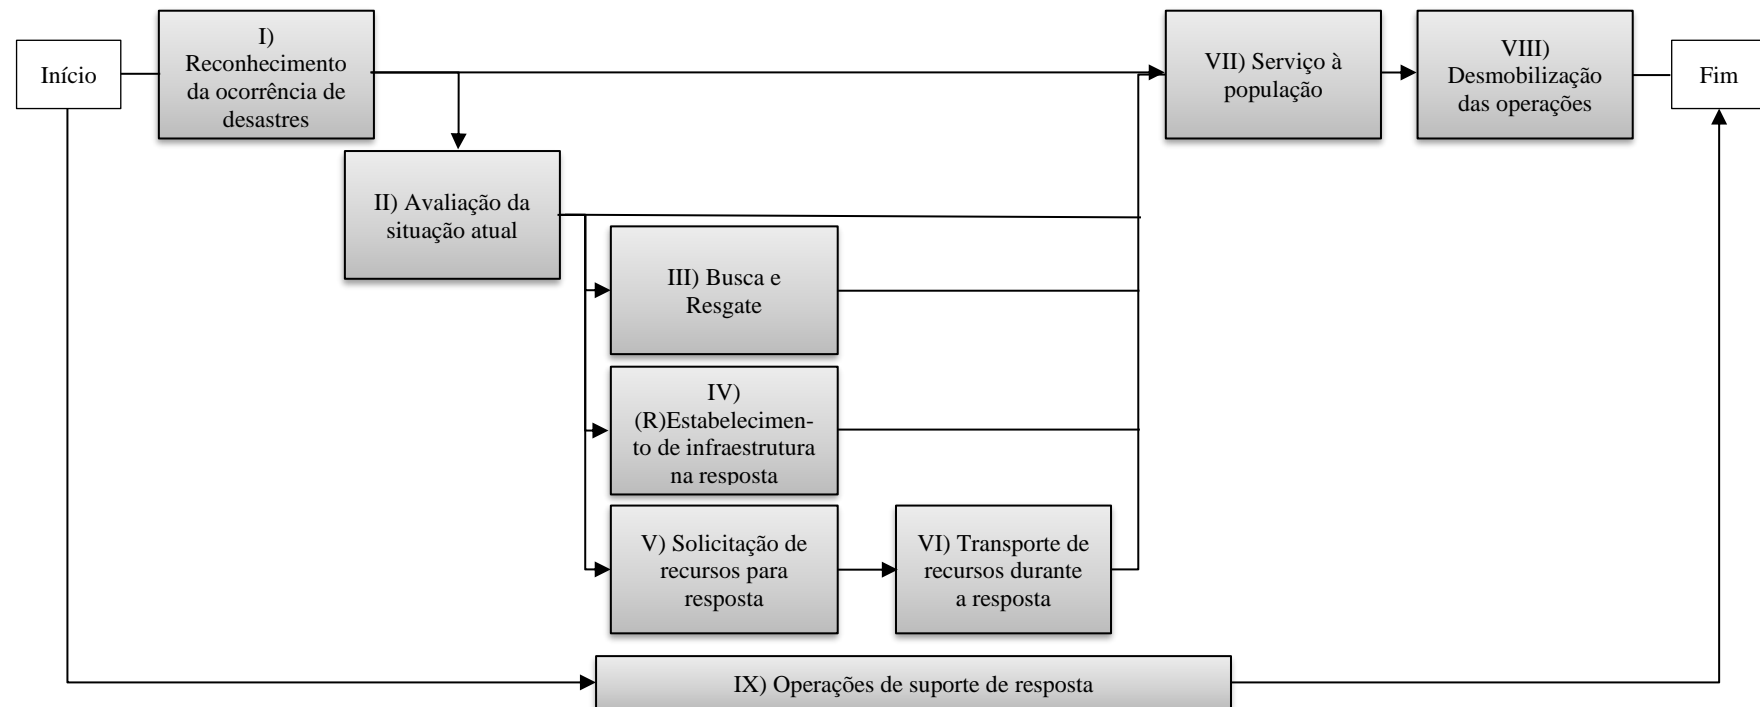 Início
I)
Reconhecimento
da ocorrência de
desastres
VII) Serviço à
população
VIII)
Desmobilização
das operações
Fim
II) Avaliação da
situação atual
III) Busca e
Resgate
IV)
(R)Estabelecimen-
to de infraestrutura
na resposta
V) Solicitação de
recursos para
resposta
VI) Transporte de
recursos durante
a resposta
IX) Operações de suporte de resposta